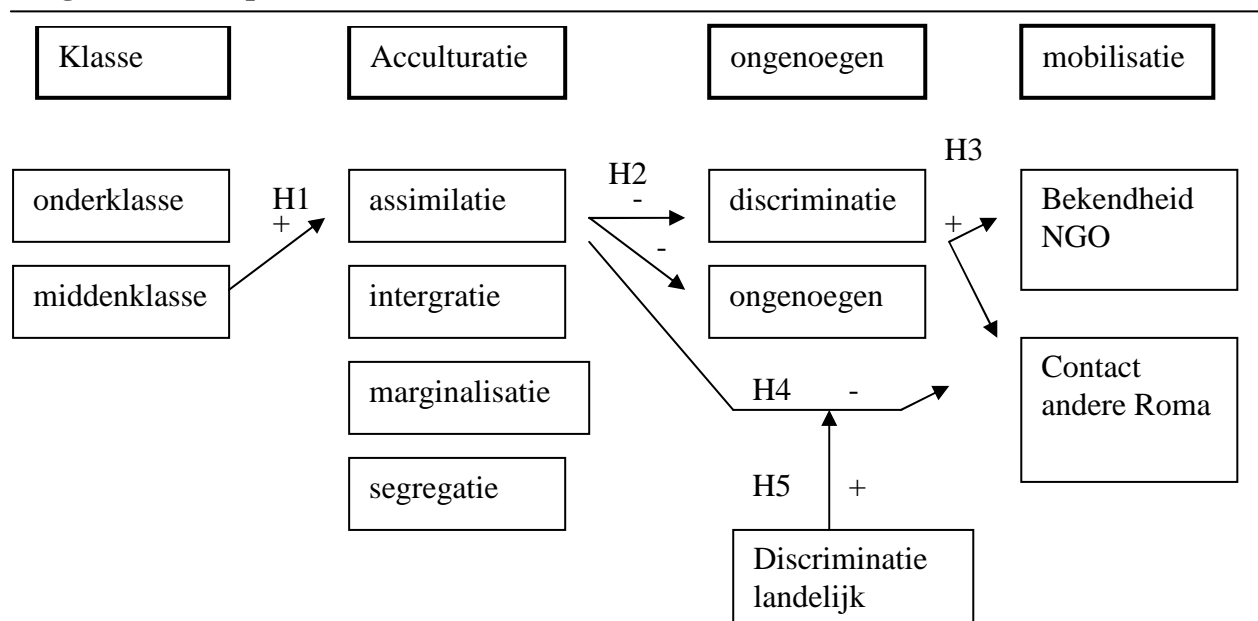 Klasse Acculturatie ongenoegen mobilisatie
H3
H2
onderklasse H1 assimilatie - discriminatie + Bekendheid
+ NGO
-
middenklasse intergratie ongenoegen
Contact
marginalisatie H4 - andere Roma
segregatie H5 +
Discriminatie
landelijk